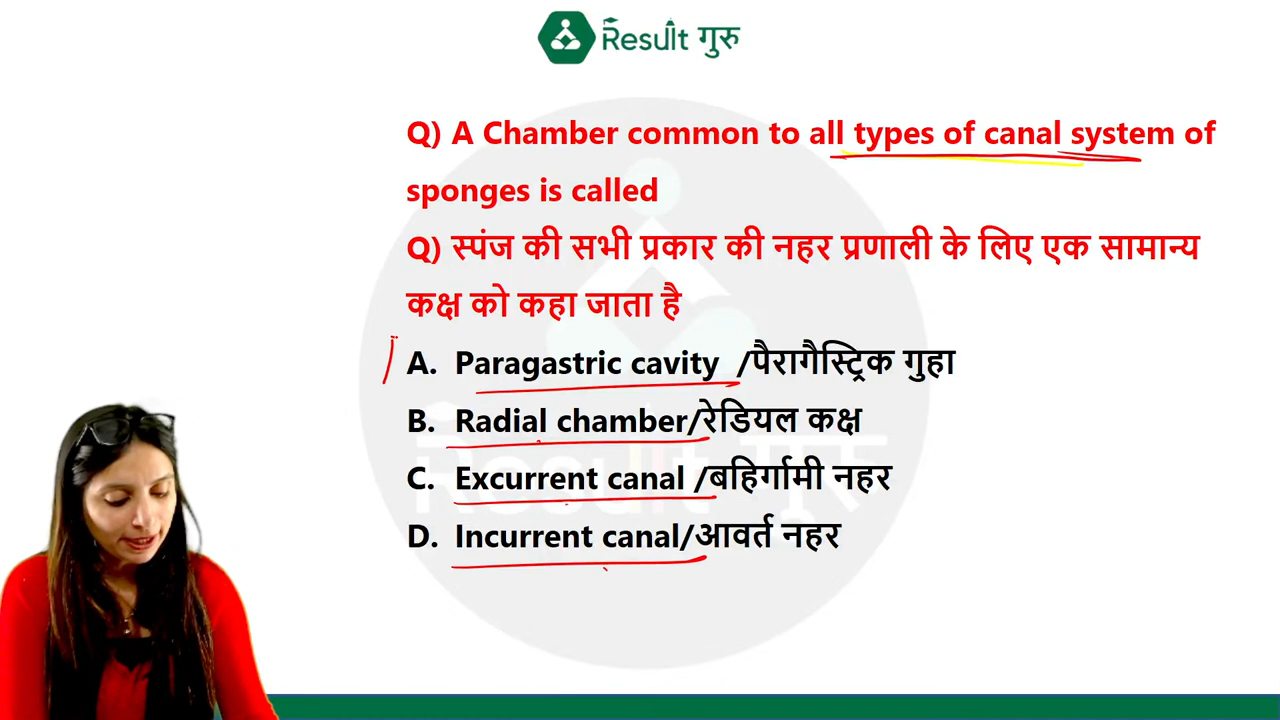 Result गुरु
Q) A Chamber common to all types of canal system of
sponges is called
Q) स्पंज की सभी प्रकार की नहर प्रणाली के लिए एक सामान्य
कक्ष को कहा जाता है
A. Paragastric cavity /पैरागैस्ट्रिक गुहा
B. Radial chamber/रेडियल कक्ष
C. Excurrent canal /बहिर्गामी नहर
D. Incurrent canal/आवर्त नहर
Result गुरु